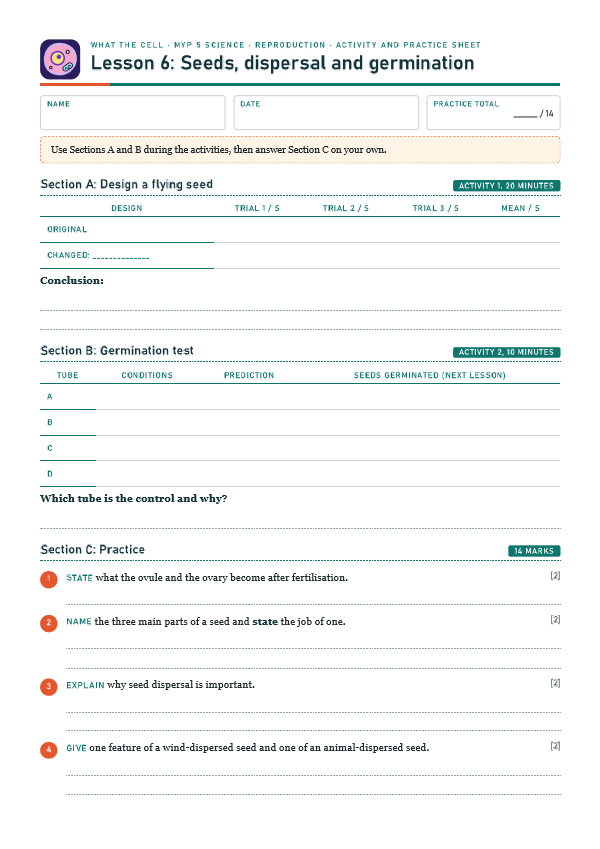 WHAT THE CELL · MYP 5 SCIENCE · REPRODUCTION · ACTIVITY AND PRACTICE SHEET
Lesson 6: Seeds, dispersal and germination
NAME DATE PRACTICE TOTAL
_____ / 14
Use Sections A and B during the activities, then answer Section C on your own.
Section A: Design a flying seed ACTIVITY 1, 20 MINUTES
DESIGN TRIAL 1 / S TRIAL 2 / S TRIAL 3 / S MEAN / S
ORIGINAL
CHANGED: ______________
Conclusion:
Section B: Germination test ACTIVITY 2, 10 MINUTES
TUBE CONDITIONS PREDICTION SEEDS GERMINATED (NEXT LESSON)
A
B
C
D
Which tube is the control and why?
Section C: Practice 14 MARKS
1 STATE what the ovule and the ovary become after fertilisation. [2]
2 NAME the three main parts of a seed and state the job of one. [2]
3 EXPLAIN why seed dispersal is important. [2]
4 GIVE one feature of a wind-dispersed seed and one of an animal-dispersed seed. [2]